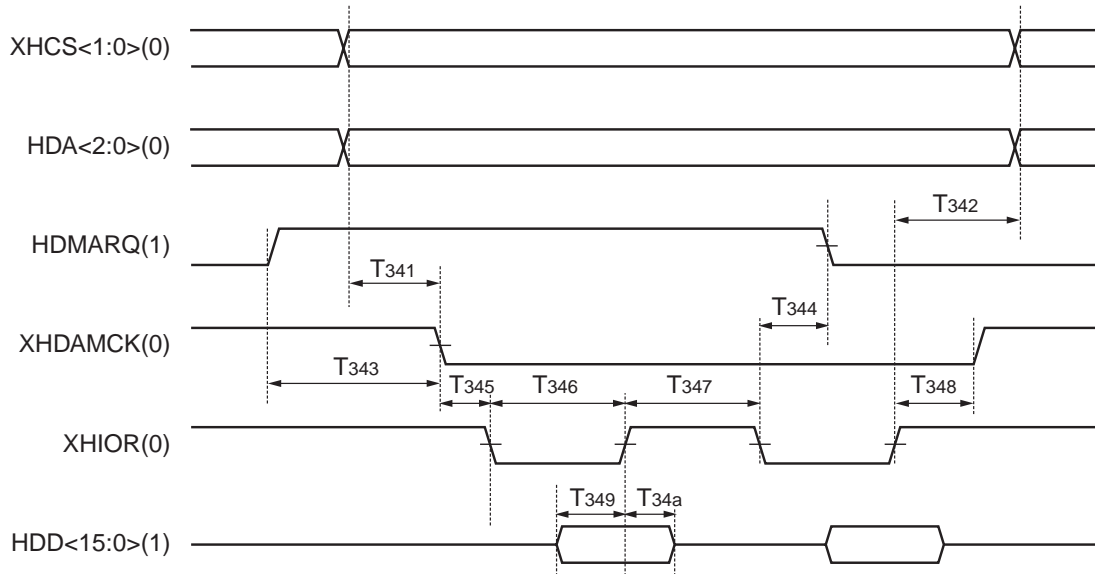 XHCS<1:0>(0)
HDA<2:0>(0)
T342
HDMARQ(1)
T341
T344
XHDAMCK(0)
T343
T345
T346
T347
T348
XHIOR(0)
T349
T34a
HDD<15:0>(1)